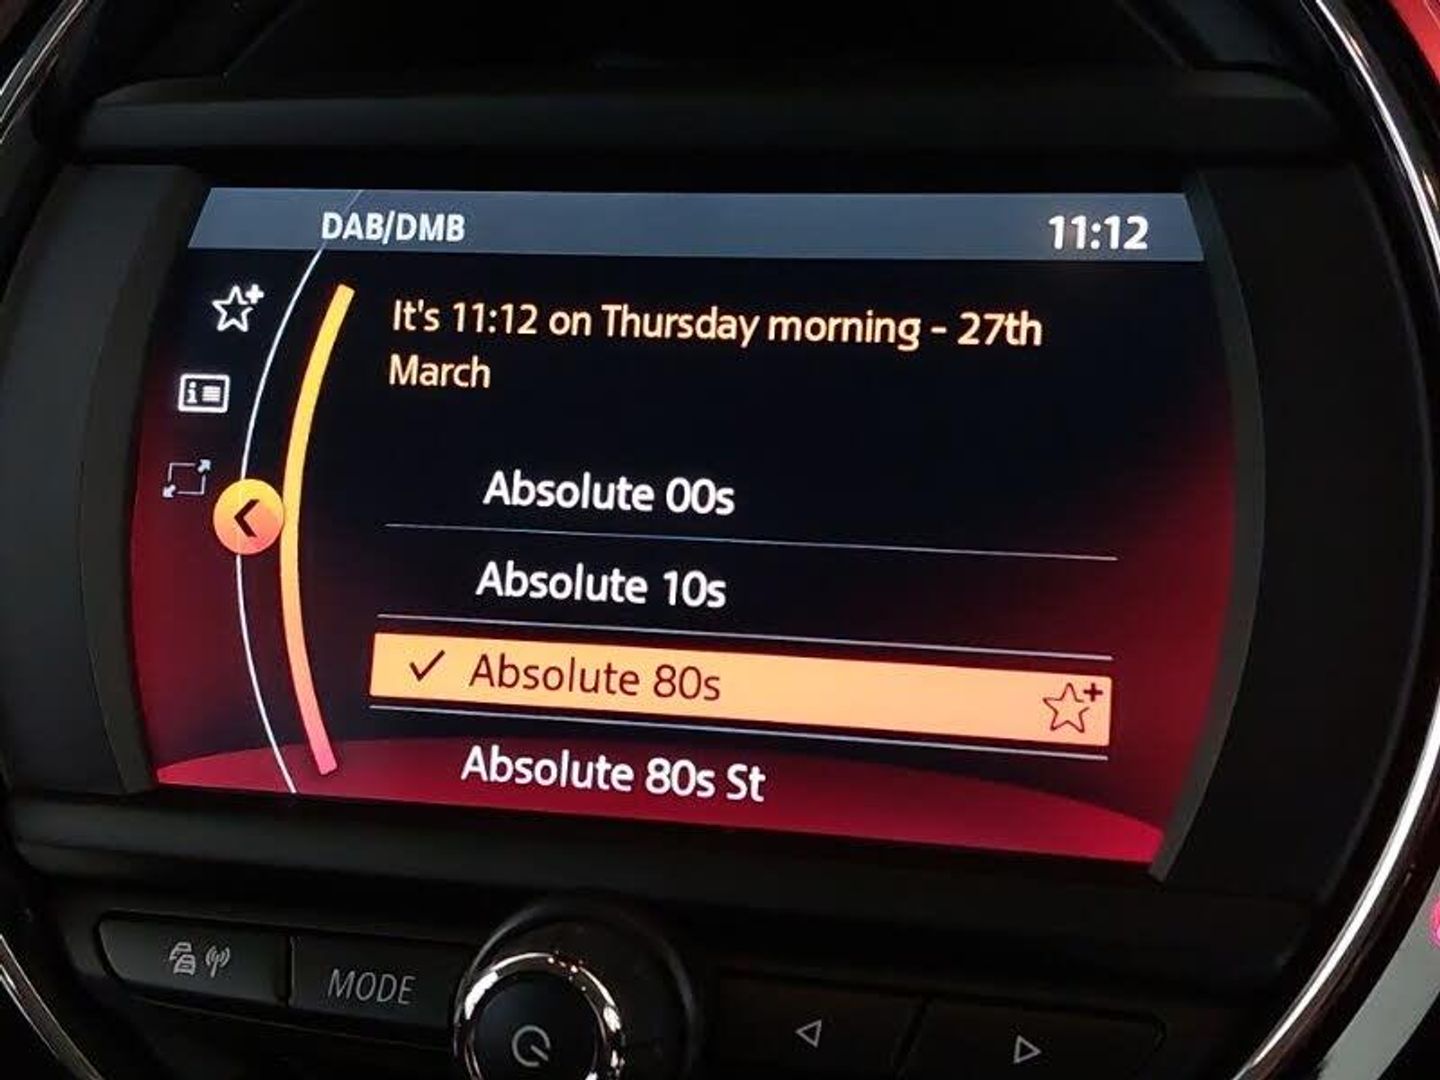 DAB/DMB
11:12
It's 11:12 on Thursday morning - 27th
March
Absolute 00s
Absolute 10s
Absolute 80s
Absolute 80s St
MODE